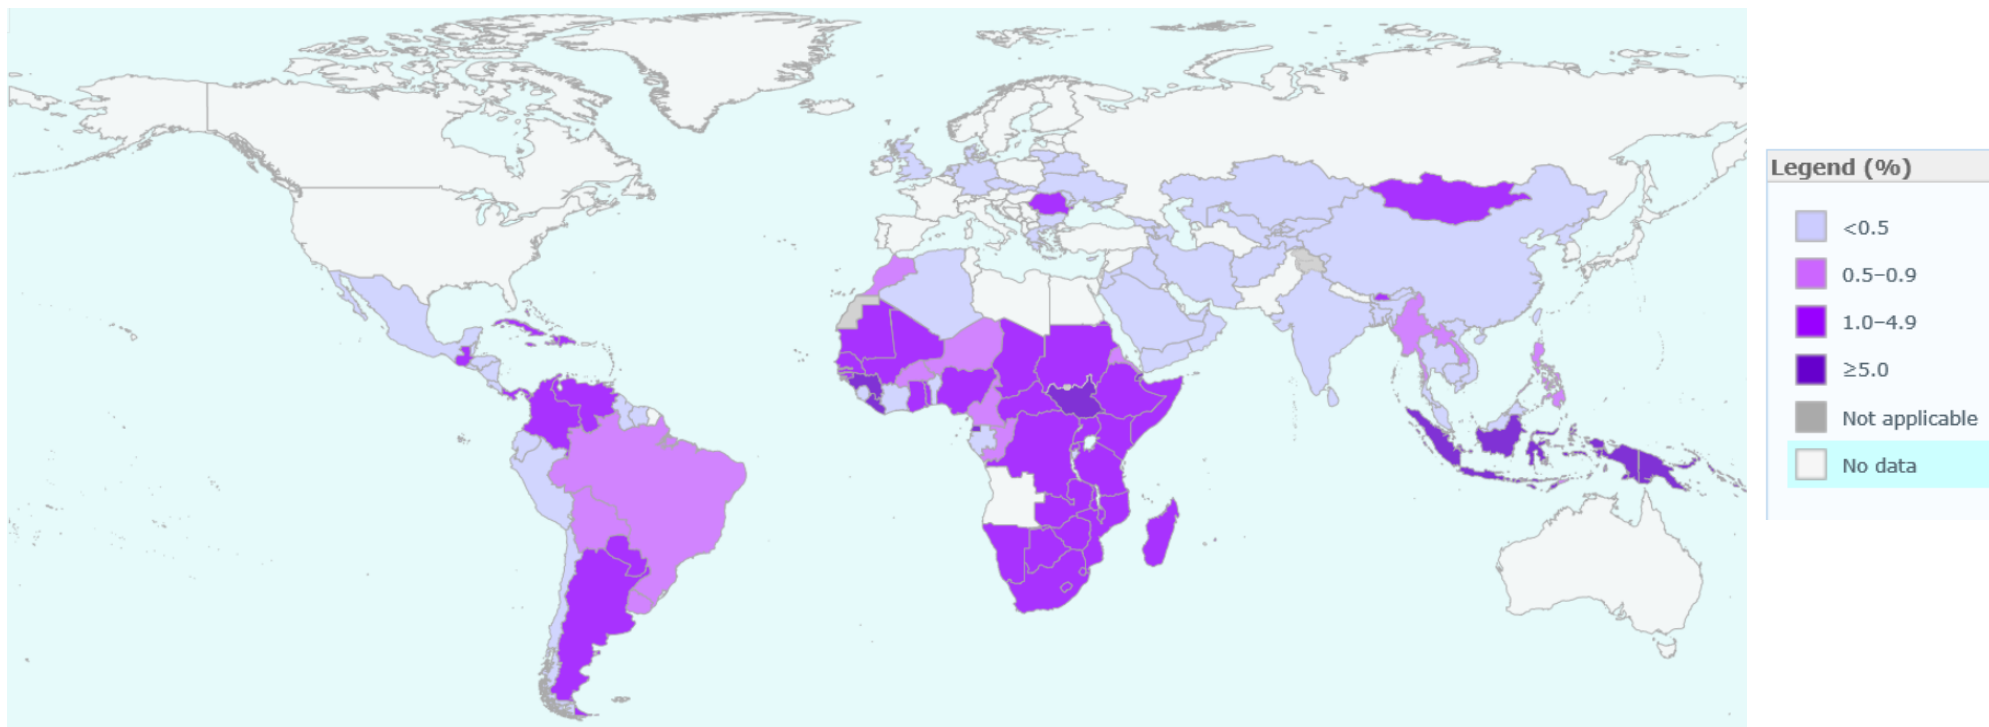 Legend (%)
<0.5
0.5–0.9
1.0–4.9
≥5.0
Not applicable
No data